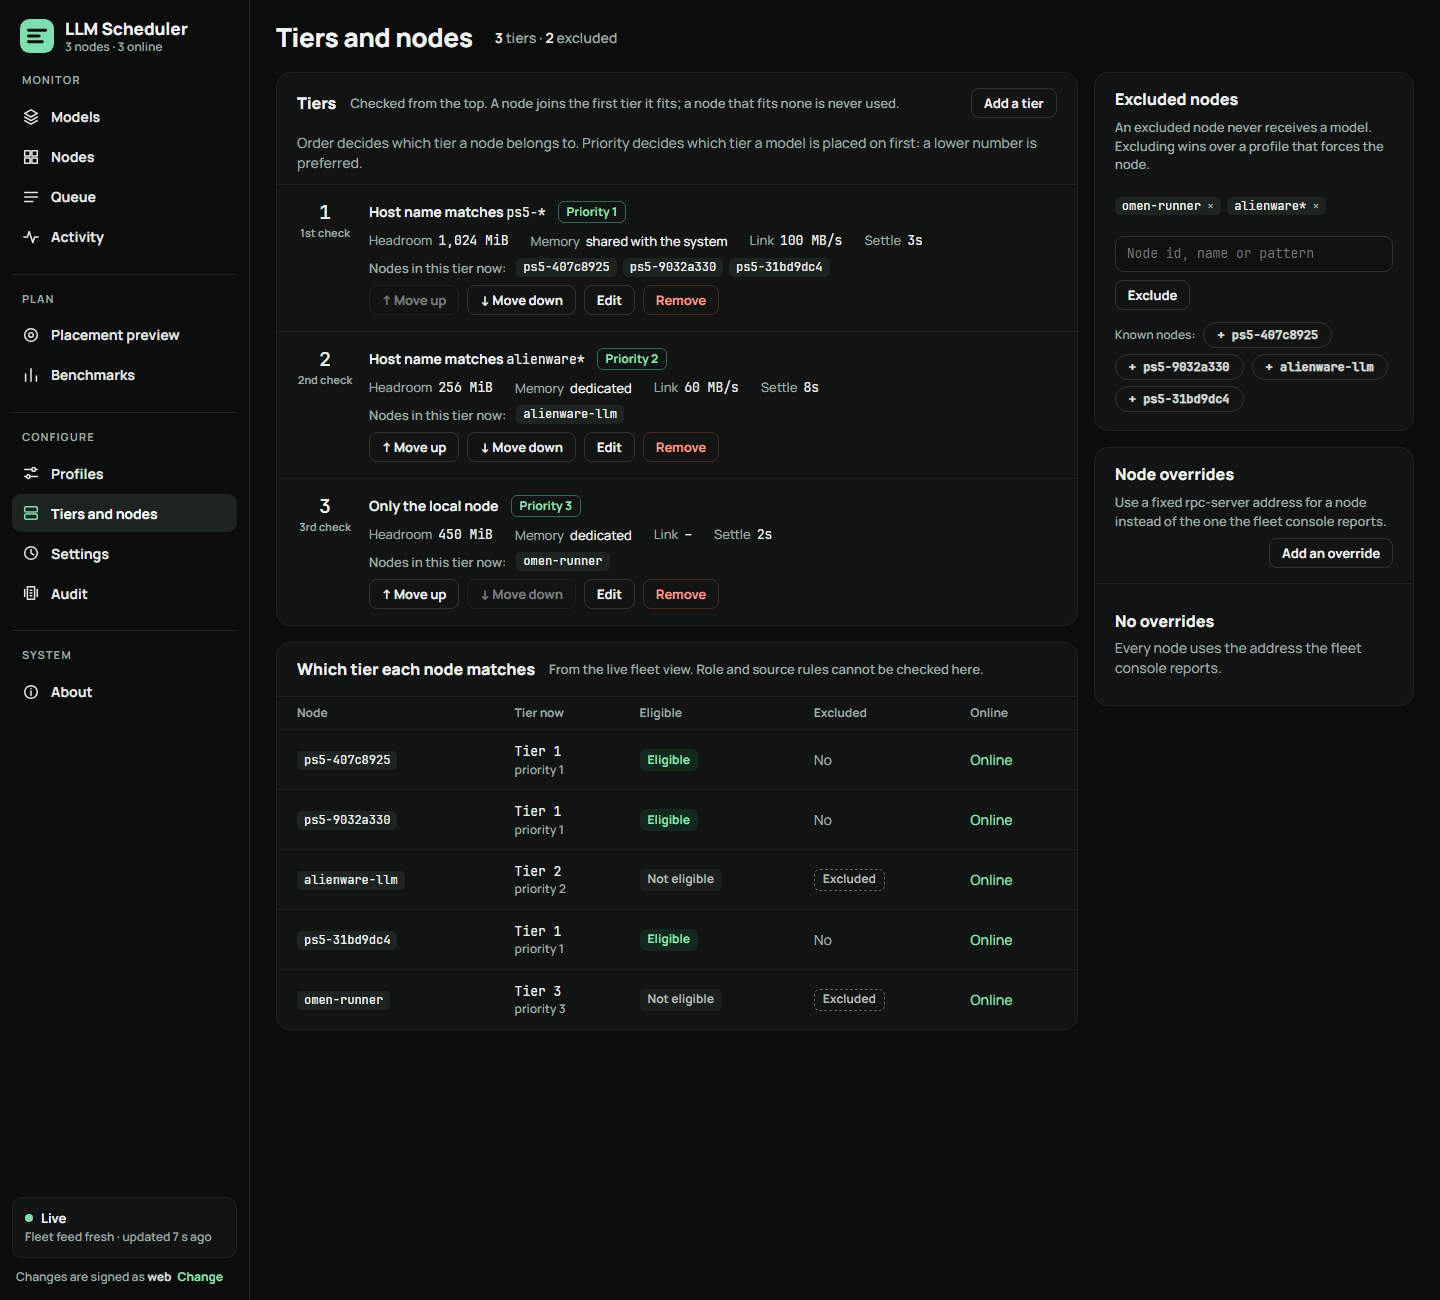 LLM Scheduler
3 nodes · 3 online
MONITOR
Models
Nodes
Queue
Activity
PLAN
Placement preview
Benchmarks
CONFIGURE
Profiles
Tiers and nodes
Settings
Audit
SYSTEM
About
Live
Fleet feed fresh · updated 7 s ago
Changes are signed as web Change
Tiers and nodes 3 tiers · 2 excluded
Tiers Checked from the top. A node joins the first tier it fits; a node that fits none is never used. Add a tier
Order decides which tier a node belongs to. Priority decides which tier a model is placed on first: a lower number is
preferred.
1 Host name matches ps5-* Priority 1
1st check
Headroom 1,024 MiB Memory shared with the system Link 100 MB/s Settle 3s
Nodes in this tier now: ps5-407c8925 ps5-9032a330 ps5-31bd9dc4
↑ Move up ↓ Move down Edit Remove
2 Host name matches alienware* Priority 2
2nd check
Headroom 256 MiB Memory dedicated Link 60 MB/s Settle 8s
Nodes in this tier now: alienware-llm
↑ Move up ↓ Move down Edit Remove
3 Only the local node Priority 3
3rd check
Headroom 450 MiB Memory dedicated Link – Settle 2s
Nodes in this tier now: omen-runner
↑ Move up ↓ Move down Edit Remove
Which tier each node matches From the live fleet view. Role and source rules cannot be checked here.
Node Tier now Eligible Excluded Online
ps5-407c8925 Tier 1 Eligible No Online
priority 1
ps5-9032a330 Tier 1 Eligible No Online
priority 1
alienware-llm Tier 2 Not eligible Excluded Online
priority 2
ps5-31bd9dc4 Tier 1 Eligible No Online
priority 1
omen-runner Tier 3 Not eligible Excluded Online
priority 3
Excluded nodes
An excluded node never receives a model.
Excluding wins over a profile that forces the
node.
omen-runner × alienware* ×
Node id, name or pattern
Exclude
Known nodes: + ps5-407c8925
+ ps5-9032a330 + alienware-llm
+ ps5-31bd9dc4
Node overrides
Use a fixed rpc-server address for a node
instead of the one the fleet console reports.
Add an override
No overrides
Every node uses the address the fleet
console reports.